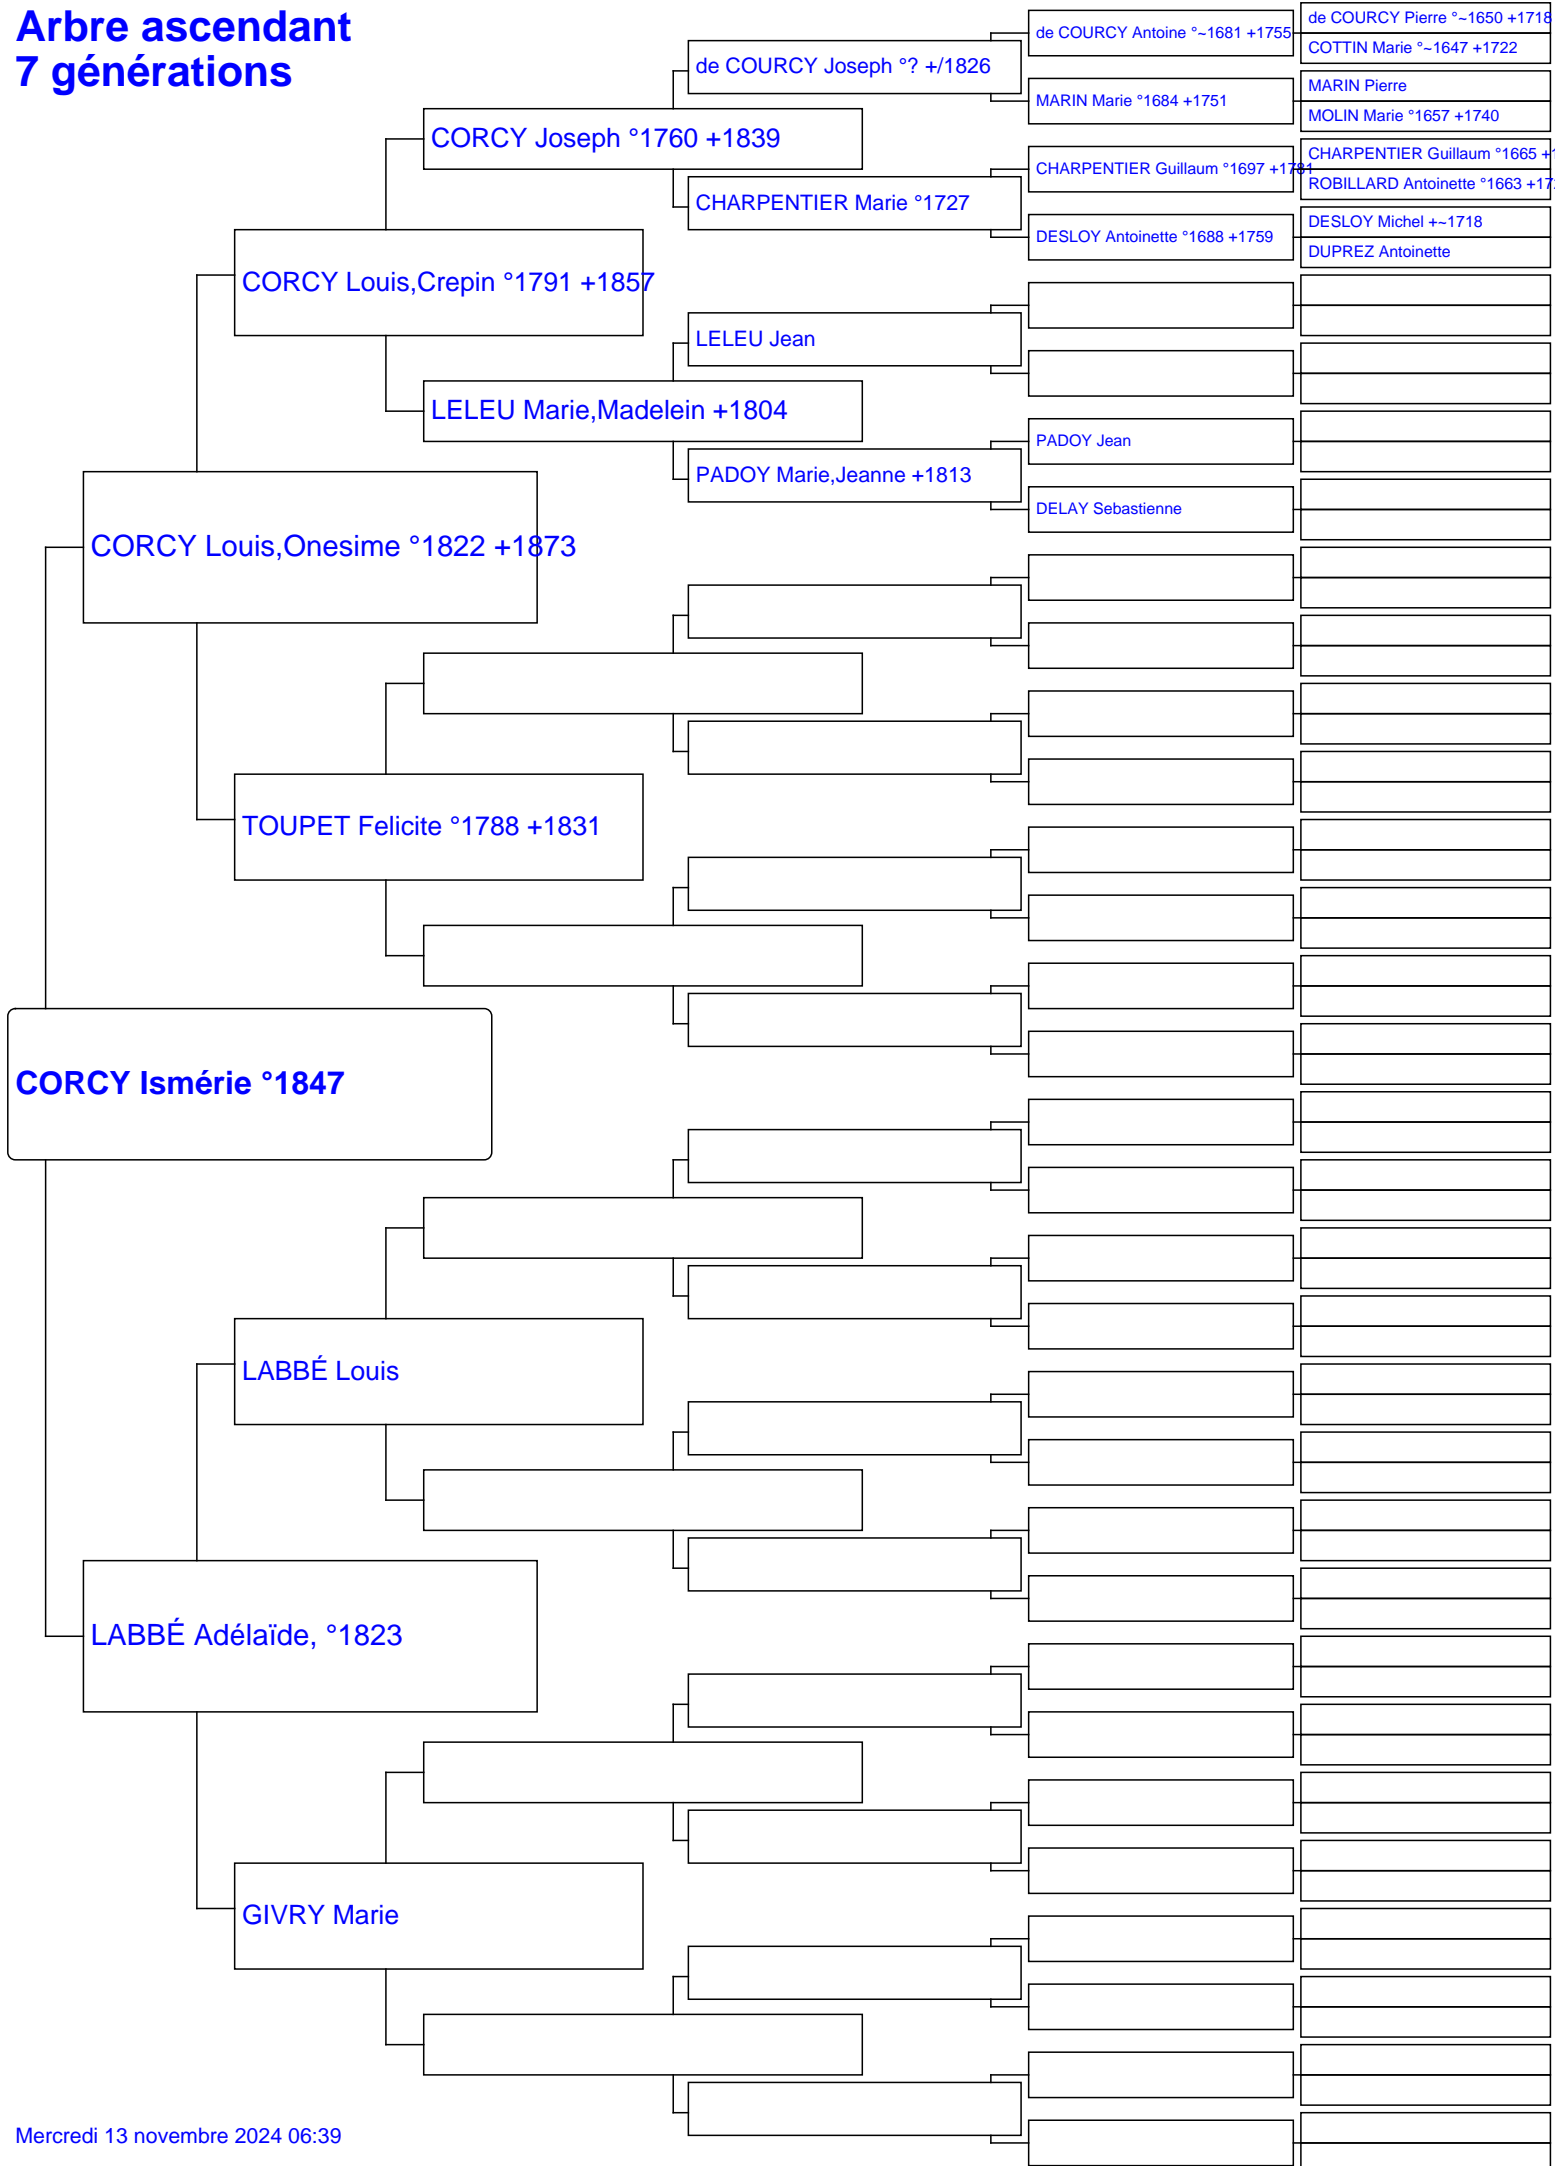 Arbre ascendant
7 générations
de COURCY Pierre °~1650 +1718
de COURCY Antoine °~1681 +1755
COTTIN Marie °~1647 +1722
de COURCY Joseph °? +/1826
MARIN Pierre
MARIN Marie °1684 +1751
MOLIN Marie °1657 +1740
CORCY Joseph °1760 +1839
CHARPENTIER Guillaum °1665
CHARPENTIER Guillaum °1697 +1781
ROBILLARD Antoinette °1663
CHARPENTIER Marie °1727
DESLOY Michel +~1718
DESLOY Antoinette °1688 +1759
DUPREZ Antoinette
CORCY Louis,Crepin °1791 +1857
LELEU Jean
LELEU Marie,Madelein +1804
PADOY Jean
PADOY Marie,Jeanne +1813
DELAY Sebastienne
CORCY Louis,Onesime °1822 +1873
TOUPET Felicite °1788 +1831
CORCY Ismérie °1847
LABBÉ Louis
LABBÉ Adélaïde, °1823
GIVRY Marie
Mercredi 13 novembre 2024 06:39